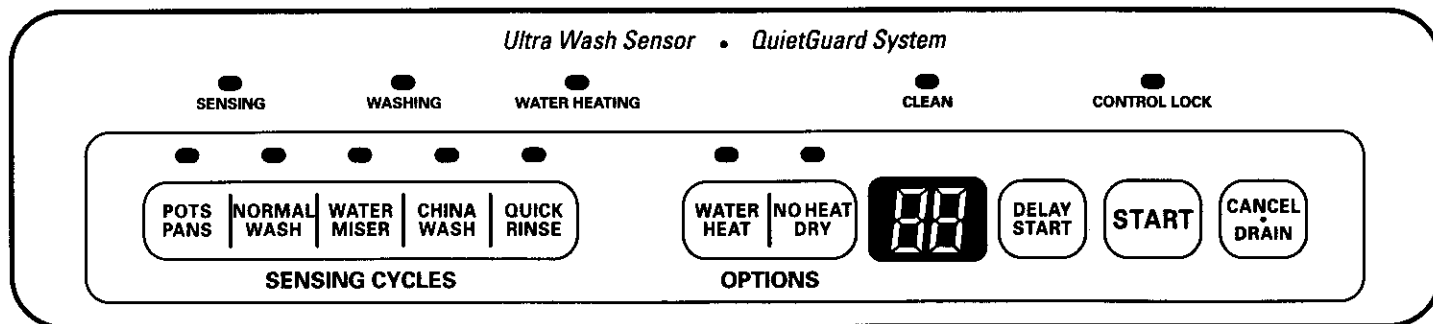 Ultra Wash Sensor • QuietGuard System
SENSING WASHING WATER HEATING CLEAN CONTROL LOCK
POTS PANS NORMAL WASH WATER MISER CHINA WASH QUICK RINSE WATER HEAT NO HEAT DRY 88 DELAY START START CANCEL • DRAIN
SENSING CYCLES OPTIONS